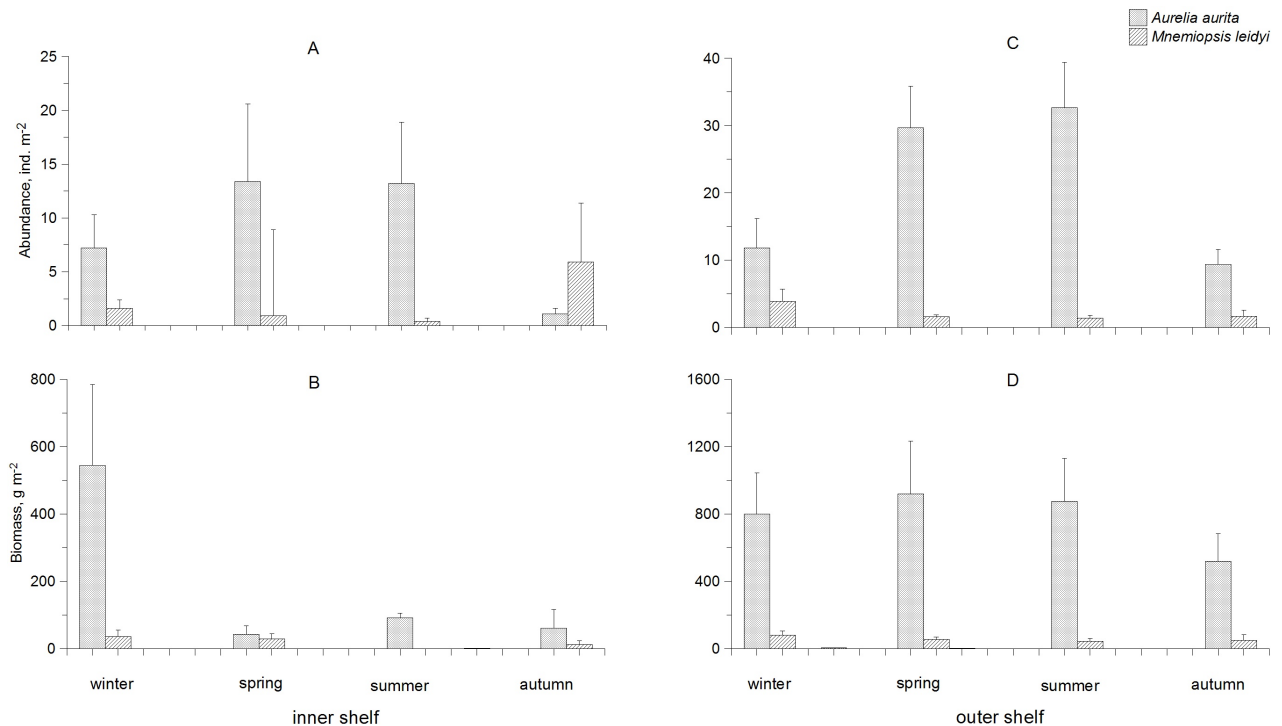 Aurelia aurita
Mnemiopsis leidyi
A
25
20
15
10
5
0
Abundance, ind. m-2
C
40
30
20
10
0
B
800
600
400
200
0
Biomass, g m-2
winter spring summer autumn
inner shelf
D
1600
1200
800
400
0
winter spring summer autumn
outer shelf